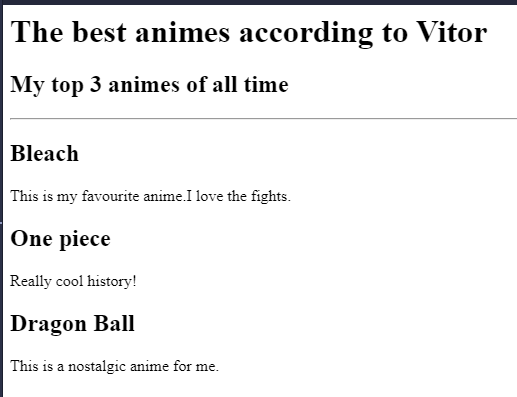 The best animes according to Vitor
My top 3 animes of all time
Bleach
This is my favourite anime.I love the fights.
One piece
Really cool history!
Dragon Ball
This is a nostalgic anime for me.